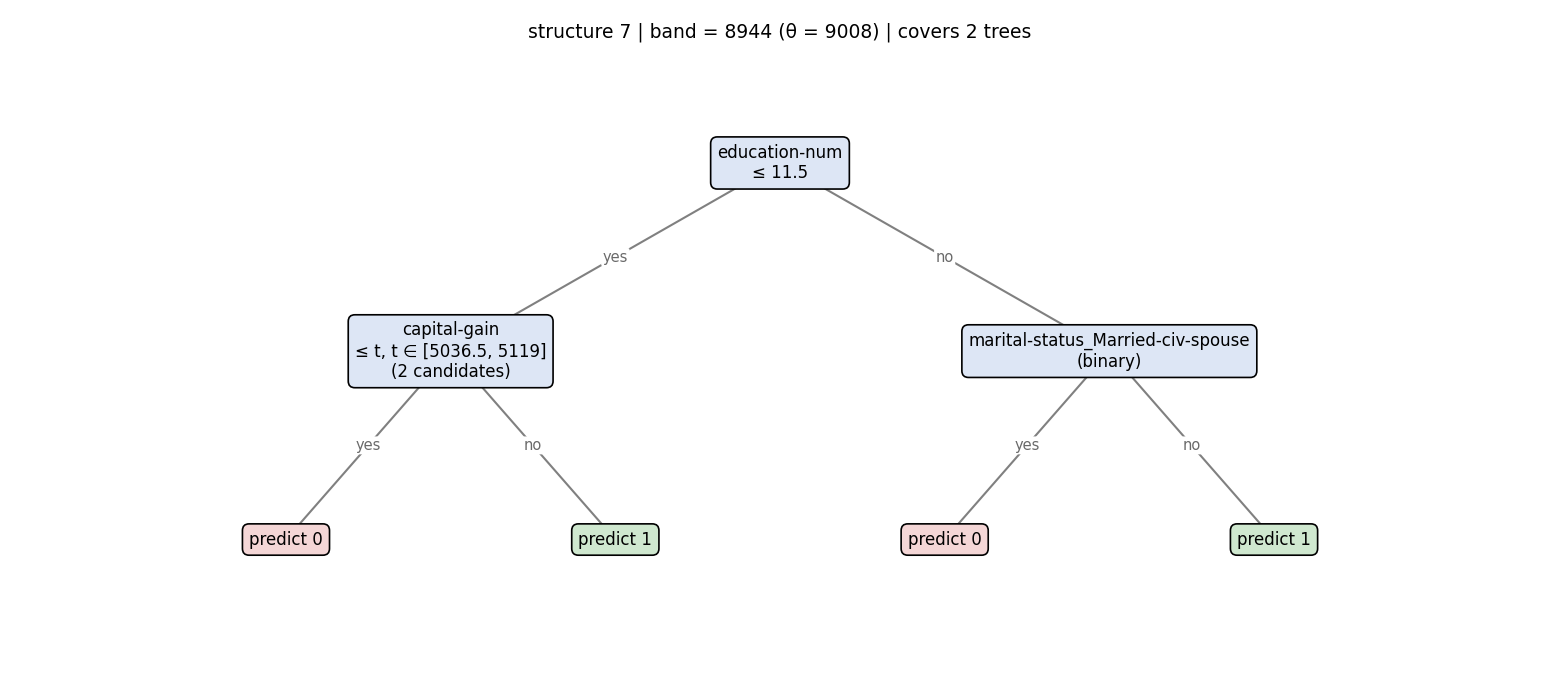 structure 7 | band = 8944 (θ = 9008) | covers 2 trees
education-num
≤ 11.5
yes
no
capital-gain
≤ t, t ∈ [5036.5, 5119]
(2 candidates)
marital-status_Married-civ-spouse
(binary)
yes
no
yes
no
predict 0
predict 1
predict 0
predict 1